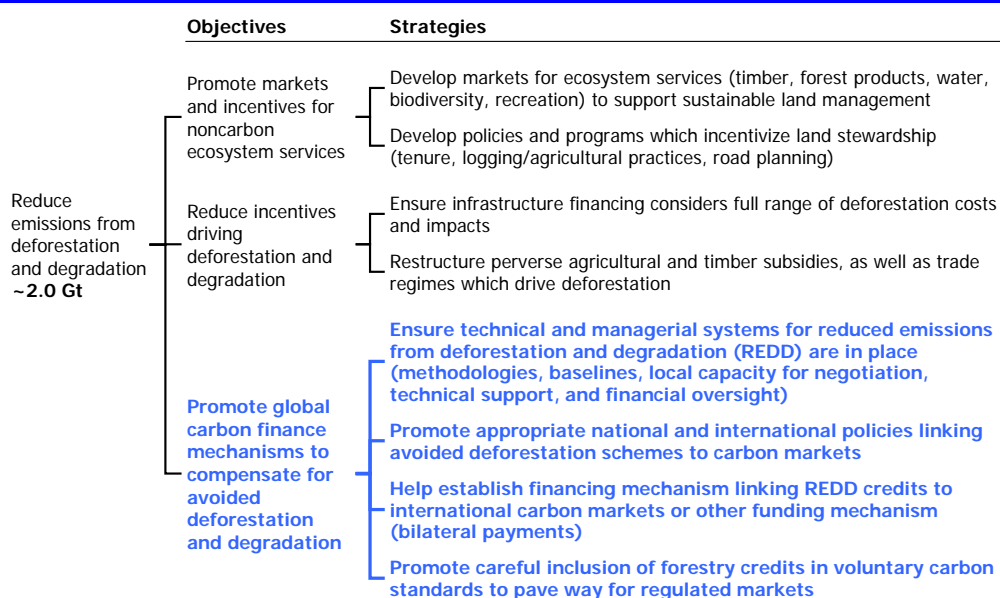 Objectives
Strategies
Reduce
emissions from
deforestation
and degradation
~2.0 Gt
Promote markets
and incentives for
noncarbon
ecosystem services
Develop markets for ecosystem services (timber, forest products, water,
biodiversity, recreation) to support sustainable land management
Develop policies and programs which incentivize land stewardship
(tenure, logging/agricultural practices, road planning)
Reduce incentives
driving
deforestation and
degradation
Ensure infrastructure financing considers full range of deforestation costs
and impacts
Restructure perverse agricultural and timber subsidies, as well as trade
regimes which drive deforestation
Promote global
carbon finance
mechanisms to
compensate for
avoided
deforestation
and degradation
Ensure technical and managerial systems for reduced emissions
from deforestation and degradation (REDD) are in place
(methodologies, baselines, local capacity for negotiation,
technical support, and financial oversight)
Promote appropriate national and international policies linking
avoided deforestation schemes to carbon markets
Help establish financing mechanism linking REDD credits to
international carbon markets or other funding mechanism
(bilateral payments)
Promote careful inclusion of forestry credits in voluntary carbon
standards to pave way for regulated markets